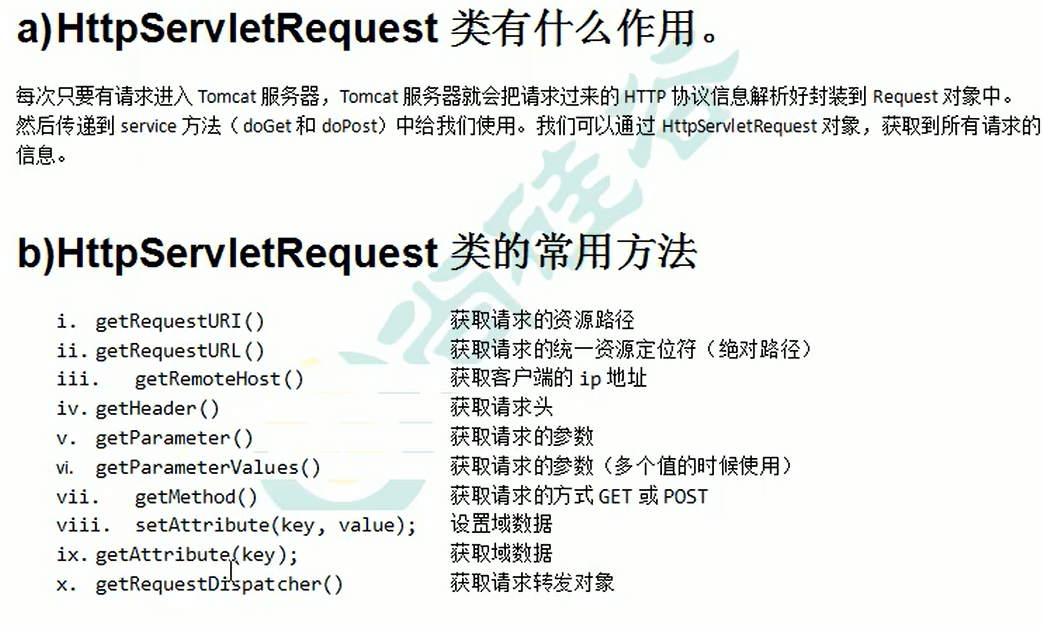 a)HttpServletRequest 类有什么作用。
每次只要有请求进入 Tomcat 服务器，Tomcat 服务器就会把请求过来的 HTTP 协议信息解析好封装到 Request 对象中。
然后传递到 service 方法（doGet 和 doPost）中给我们使用。我们可以通过 HttpServletRequest 对象，获取到所有请求的
信息。
b)HttpServletRequest 类的常用方法
i. getRequestURI() 获取请求的资源路径
ii. getRequestURL() 获取请求的统一资源定位符（绝对路径）
iii. getRemoteHost() 获取客户端的 ip 地址
iv. getHeader() 获取请求头
v. getParameter() 获取请求的参数
vi. getParameterValues() 获取请求的参数（多个值的时候使用）
vii. getMethod() 获取请求的方式 GET 或 POST
viii. setAttribute(key, value); 设置域数据
ix. getAttribute(key); 获取域数据
x. getRequestDispatcher() 获取请求转发对象
尚硅谷